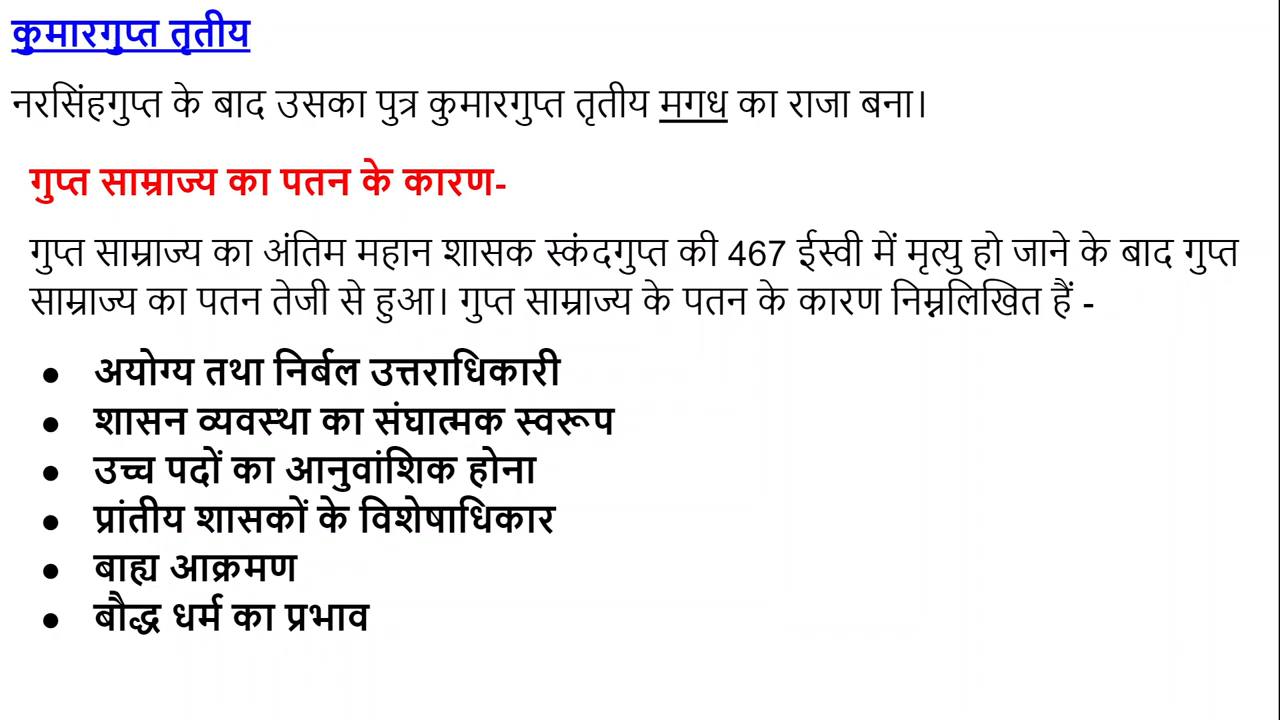 कुमारगुप्त तृतीय
नरसिंहगुप्त के बाद उसका पुत्र कुमारगुप्त तृतीय मगध का राजा बना।
गुप्त साम्राज्य का पतन के कारण-
गुप्त साम्राज्य का अंतिम महान शासक स्कंदगुप्त की 467 ईस्वी में मृत्यु हो जाने के बाद गुप्त
साम्राज्य का पतन तेजी से हुआ। गुप्त साम्राज्य के पतन के कारण निम्नलिखित हैं -
● अयोग्य तथा निर्बल उत्तराधिकारी
● शासन व्यवस्था का संघात्मक स्वरूप
● उच्च पदों का आनुवांशिक होना
● प्रांतीय शासकों के विशेषाधिकार
● बाह्य आक्रमण
● बौद्ध धर्म का प्रभाव